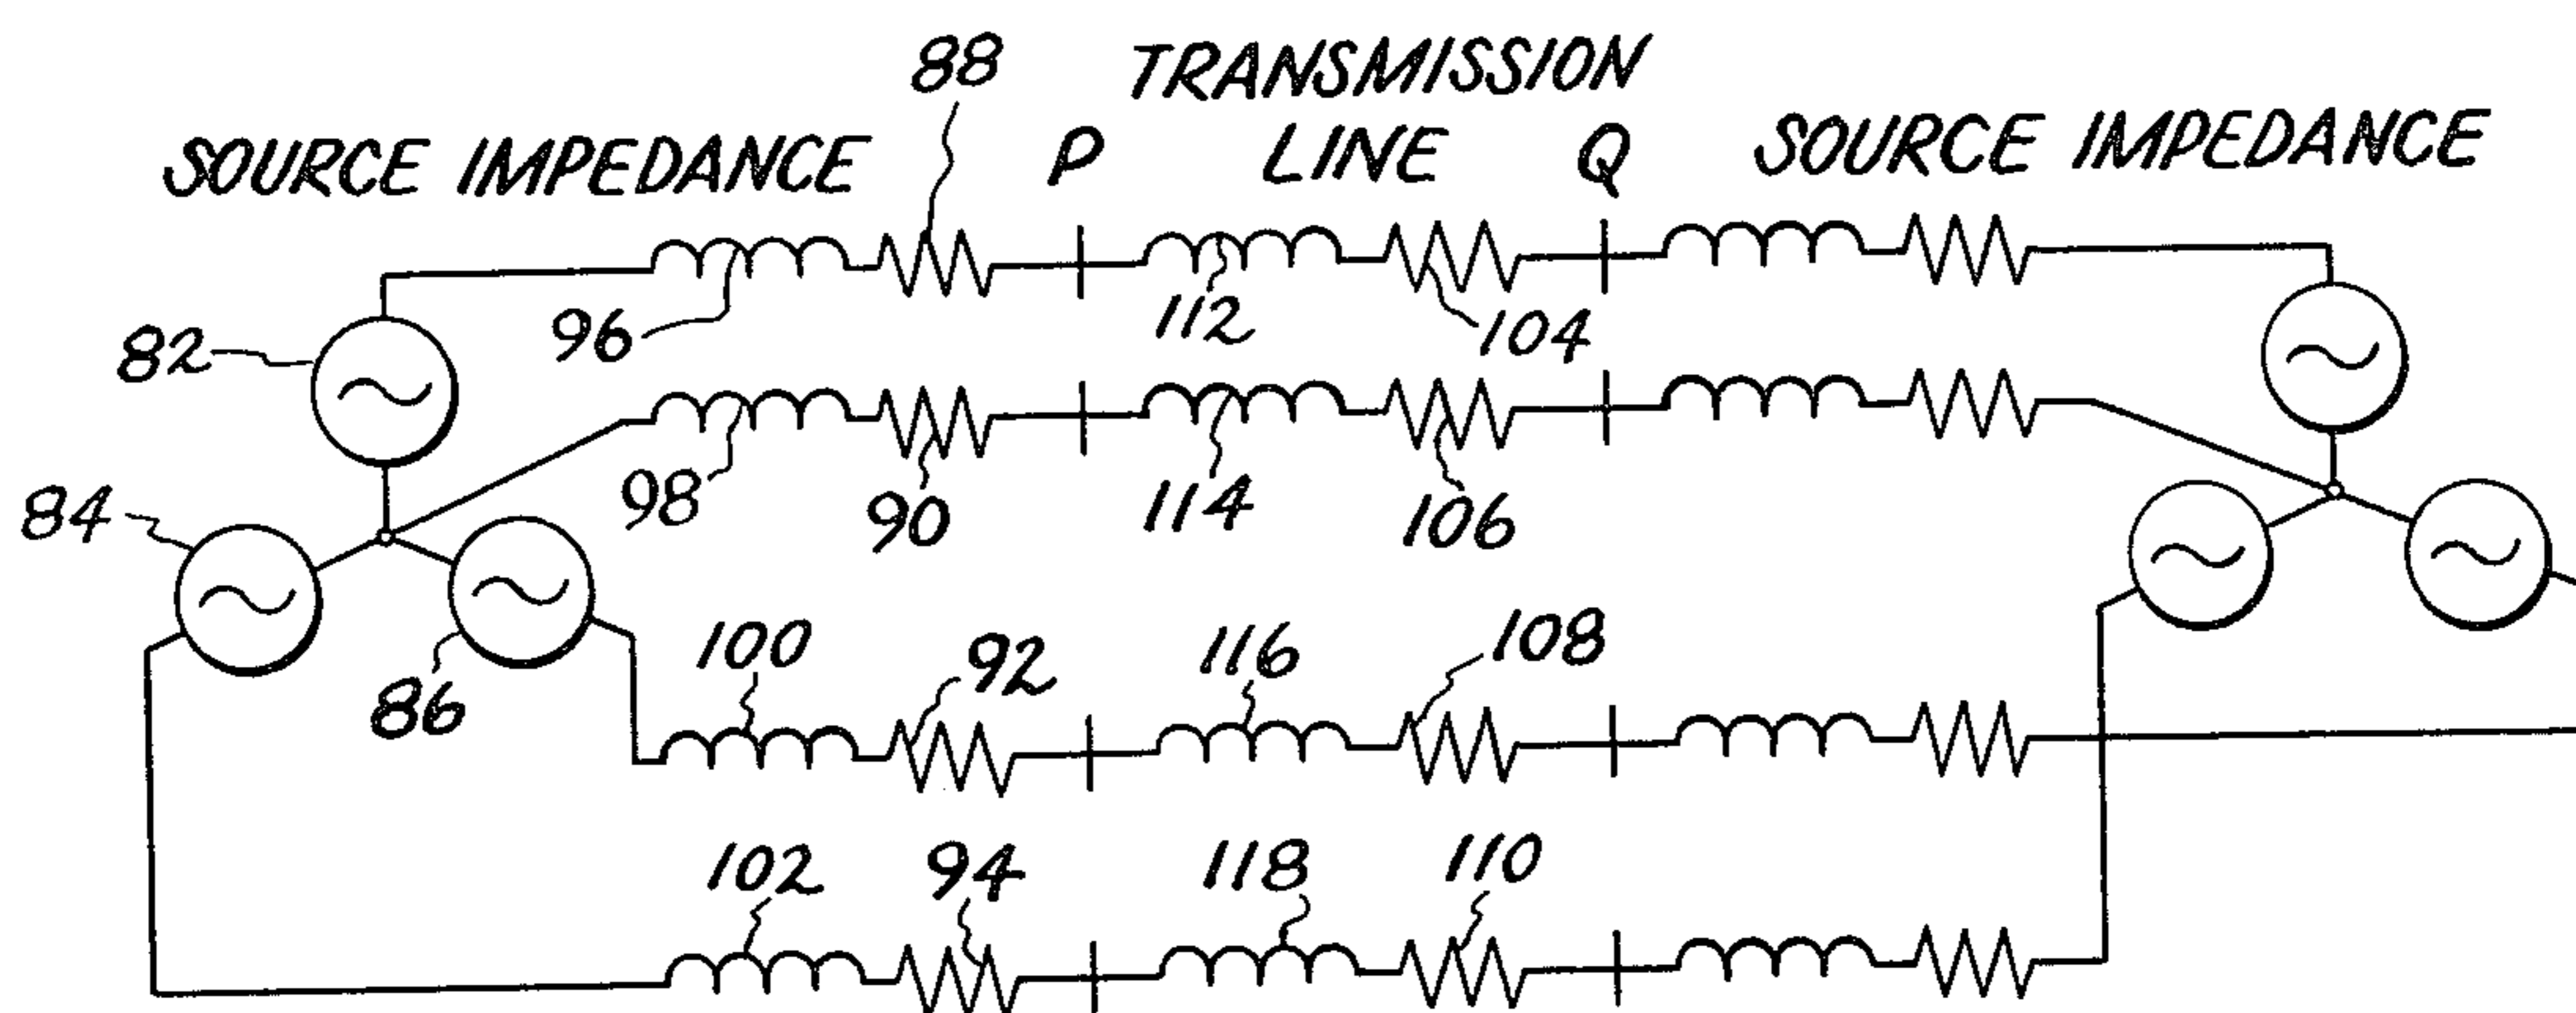 88 TRANSMISSION
SOURCE IMPEDANCE P LINE Q SOURCE IMPEDANCE
96 112 104
82
98 90 114 106
84
100 92 116 108
86
102 94 118 110